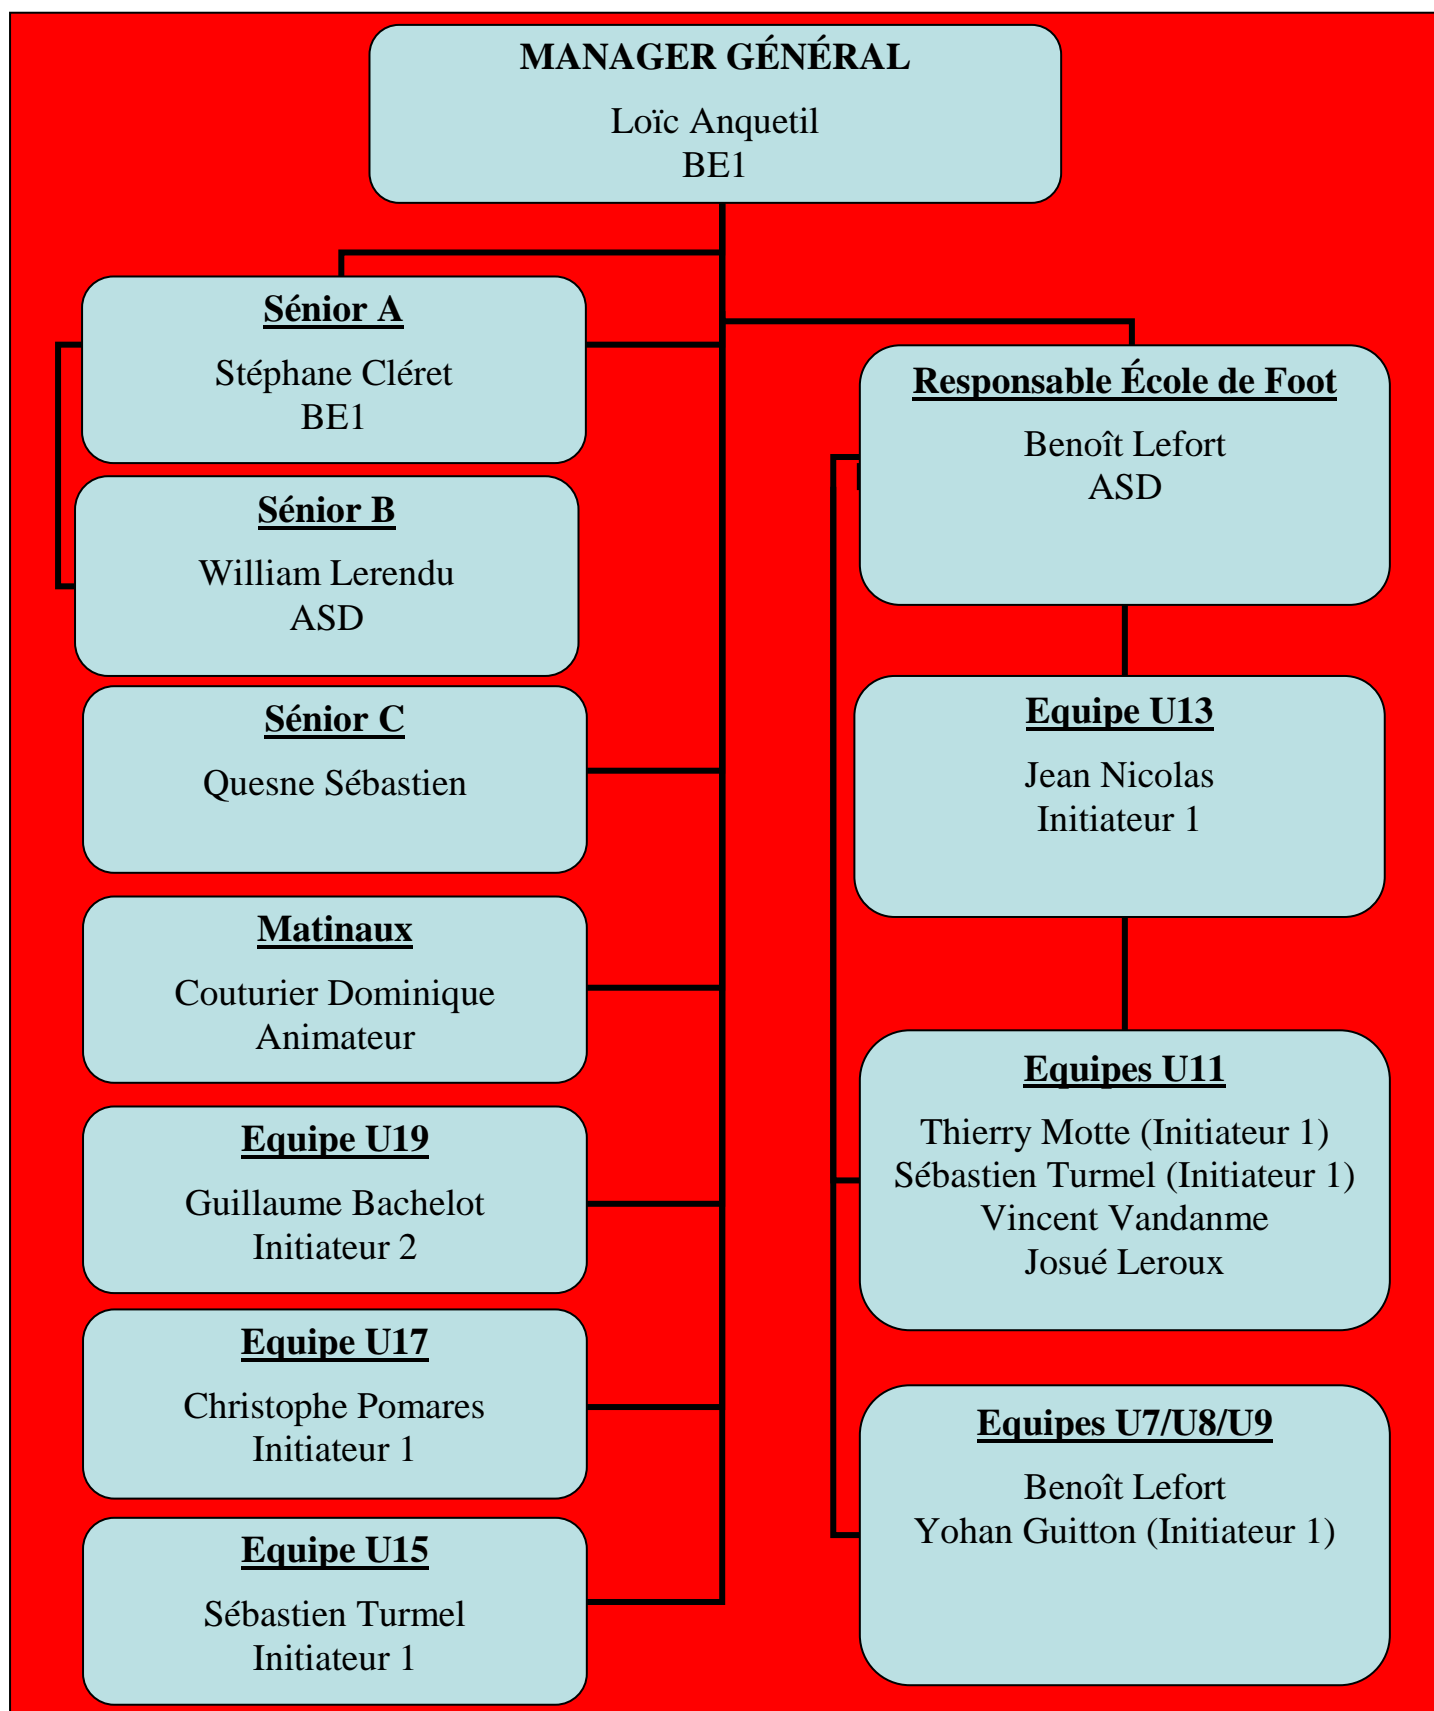 MANAGER GÉNÉRAL
Loïc Anquetil
BE1
Sénior A
Stéphane Cléret
BE1
Sénior B
William Lerendu
ASD
Sénior C
Quesne Sébastien
Matinaux
Couturier Dominique
Animateur
Equipe U19
Guillaume Bachelot
Initiateur 2
Equipe U17
Christophe Pomares
Initiateur 1
Equipe U15
Sébastien Turmel
Initiateur 1
Responsable École de Foot
Benoît Lefort
ASD
Equipe U13
Jean Nicolas
Initiateur 1
Equipes U11
Thierry Motte (Initiateur 1)
Sébastien Turmel (Initiateur 1)
Vincent Vandanme
Josué Leroux
Equipes U7/U8/U9
Benoît Lefort
Yohan Guitton (Initiateur 1)